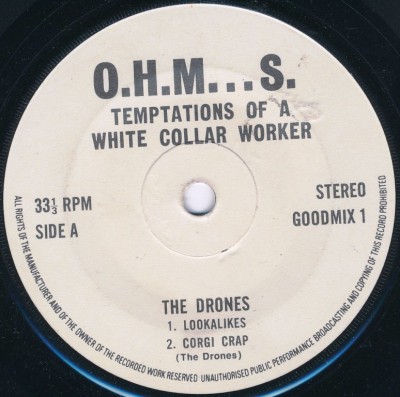 O.H.M...S.
TEMPTATIONS OF A
WHITE COLLAR WORKER
33⅓ RPM
SIDE A
STEREO
GOODMIX 1
THE DRONES
1. LOOKALIKES
2. CORGI CRAP
(The Drones)
ALL RIGHTS OF THE MANUFACTURER AND OF THE OWNER OF THE RECORDED WORK RESERVED UNAUTHORISED PUBLIC PERFORMANCE BROADCASTING AND COPYING OF THIS RECORD PROHIBITED